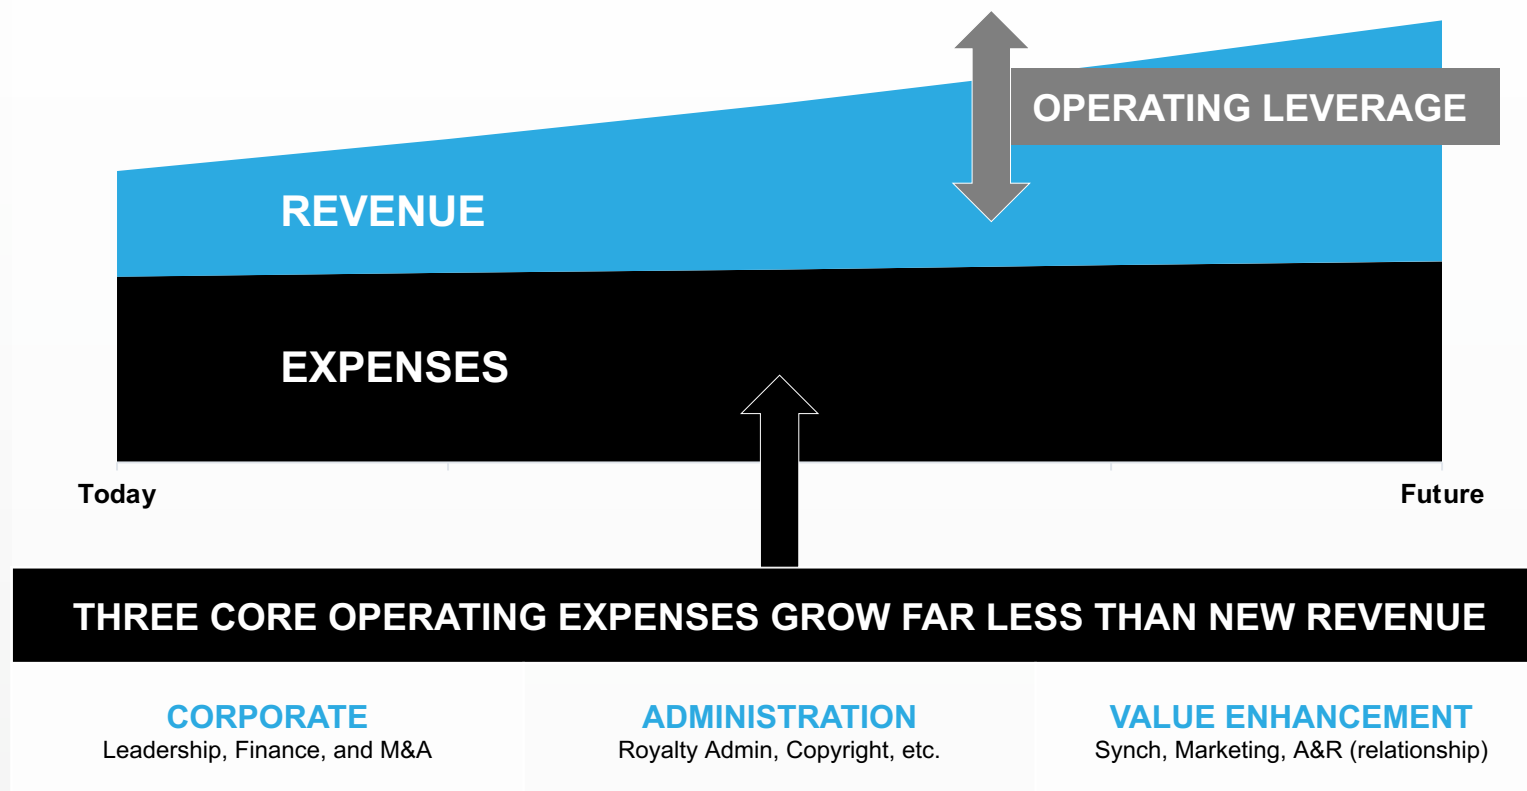 OPERATING LEVERAGE
REVENUE
EXPENSES
Today
Future
THREE CORE OPERATING EXPENSES GROW FAR LESS THAN NEW REVENUE
CORPORATE
Leadership, Finance, and M&A
ADMINISTRATION
Royalty Admin, Copyright, etc.
VALUE ENHANCEMENT
Synch, Marketing, A&R (relationship)